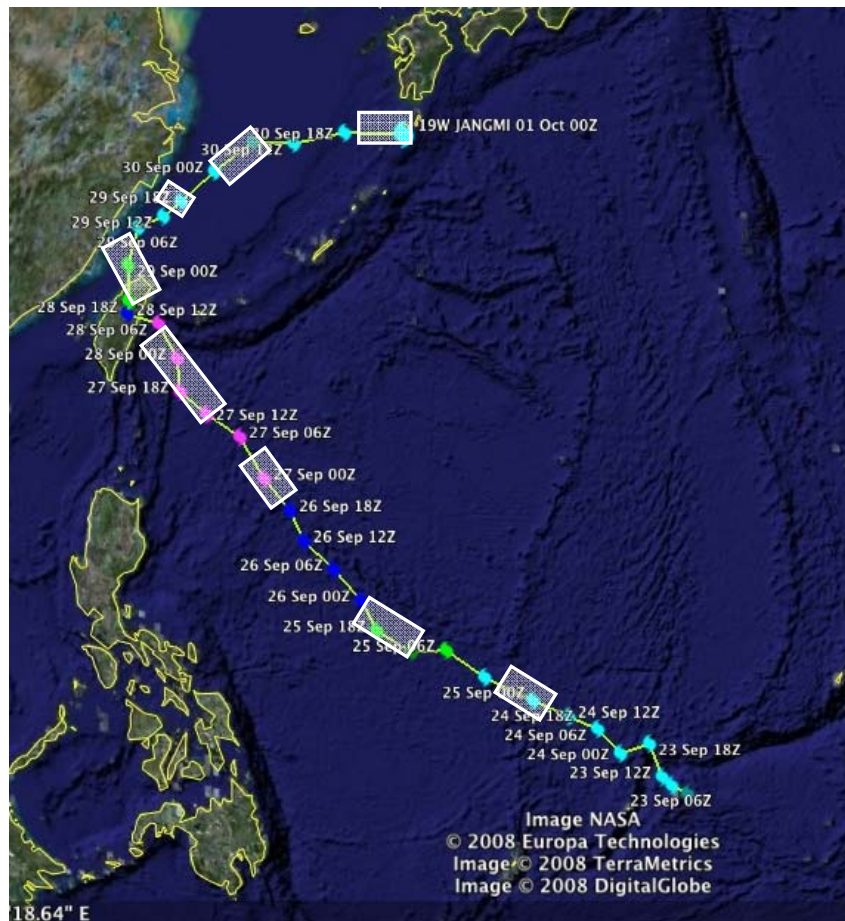 19W JANGMI 01 Oct 00Z
30 Sep 18Z
30 Sep 12Z
30 Sep 00Z
29 Sep 18Z
29 Sep 12Z
29 Sep 06Z
29 Sep 00Z
28 Sep 18Z
28 Sep 12Z
28 Sep 06Z
28 Sep 00Z
27 Sep 18Z
27 Sep 12Z
27 Sep 06Z
27 Sep 00Z
26 Sep 18Z
26 Sep 12Z
26 Sep 06Z
26 Sep 00Z
25 Sep 18Z
25 Sep 06Z
25 Sep 00Z
24 Sep 18Z
24 Sep 12Z
24 Sep 06Z
24 Sep 00Z
23 Sep 18Z
23 Sep 12Z
23 Sep 06Z
Image NASA
© 2008 Europa Technologies
Image © 2008 TerraMetrics
Image © 2008 DigitalGlobe
18.64" E